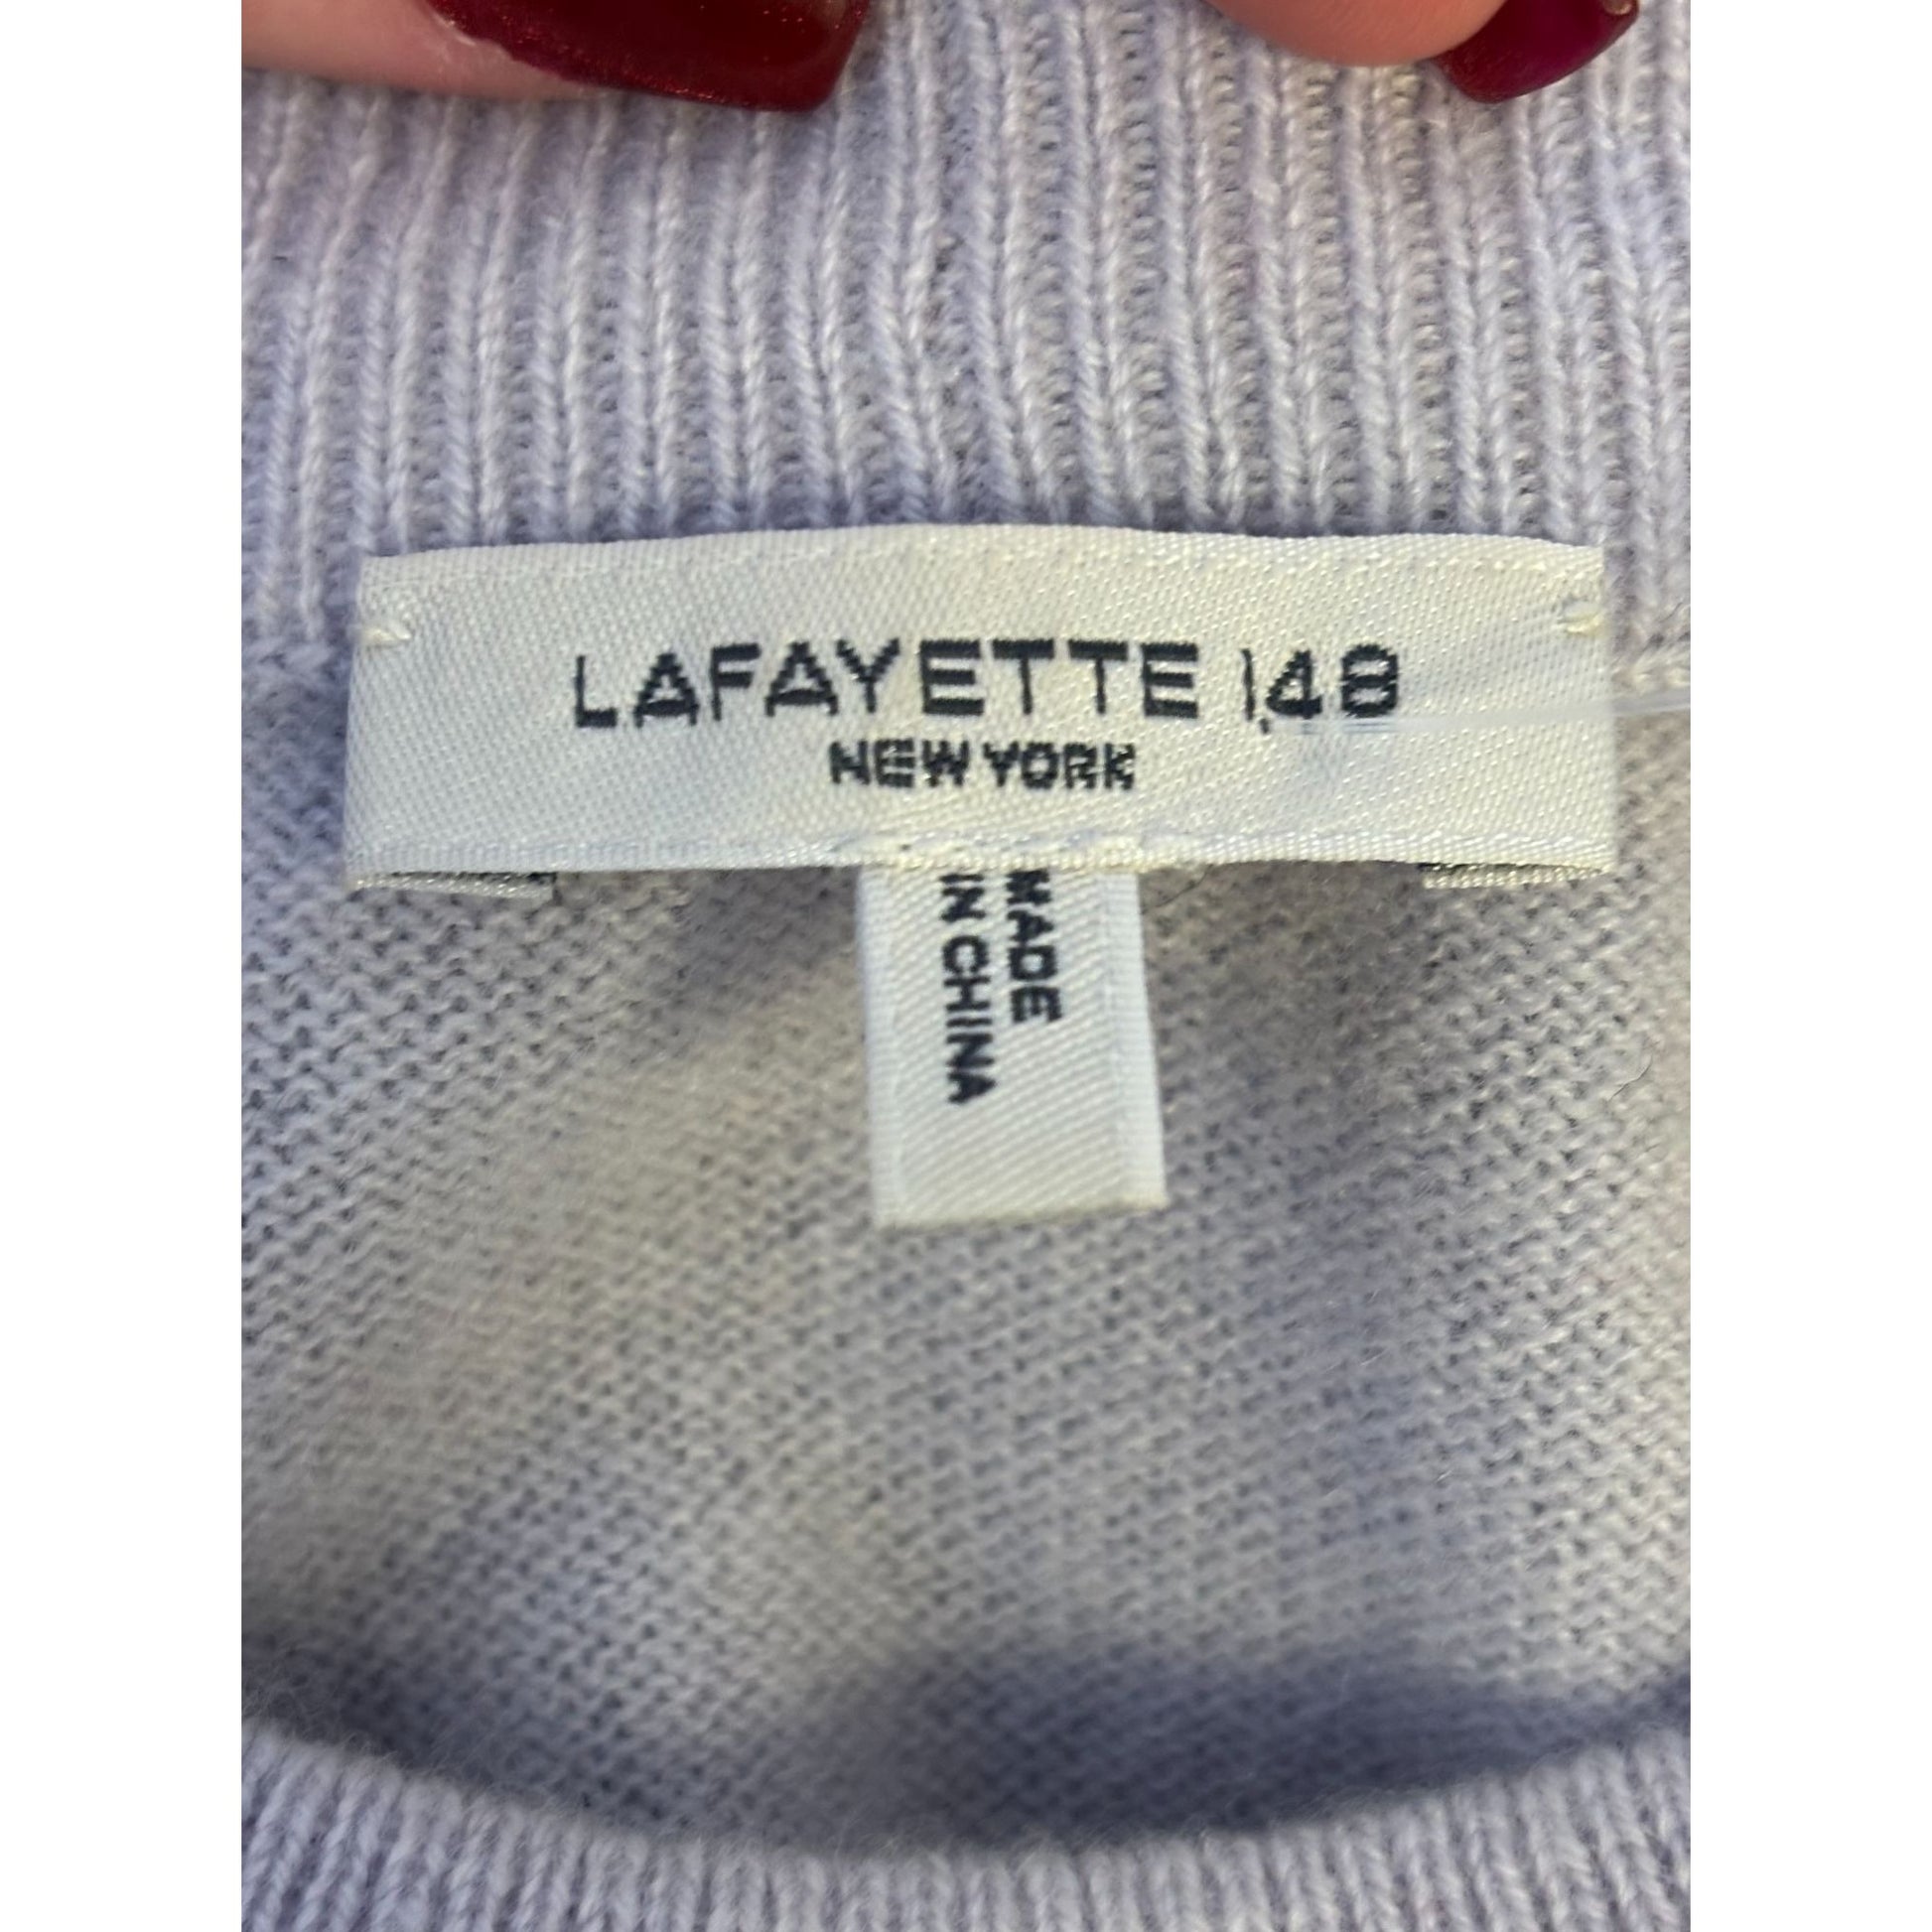 LAFAYETTE 148
NEW YORK
MADE
IN CHINA